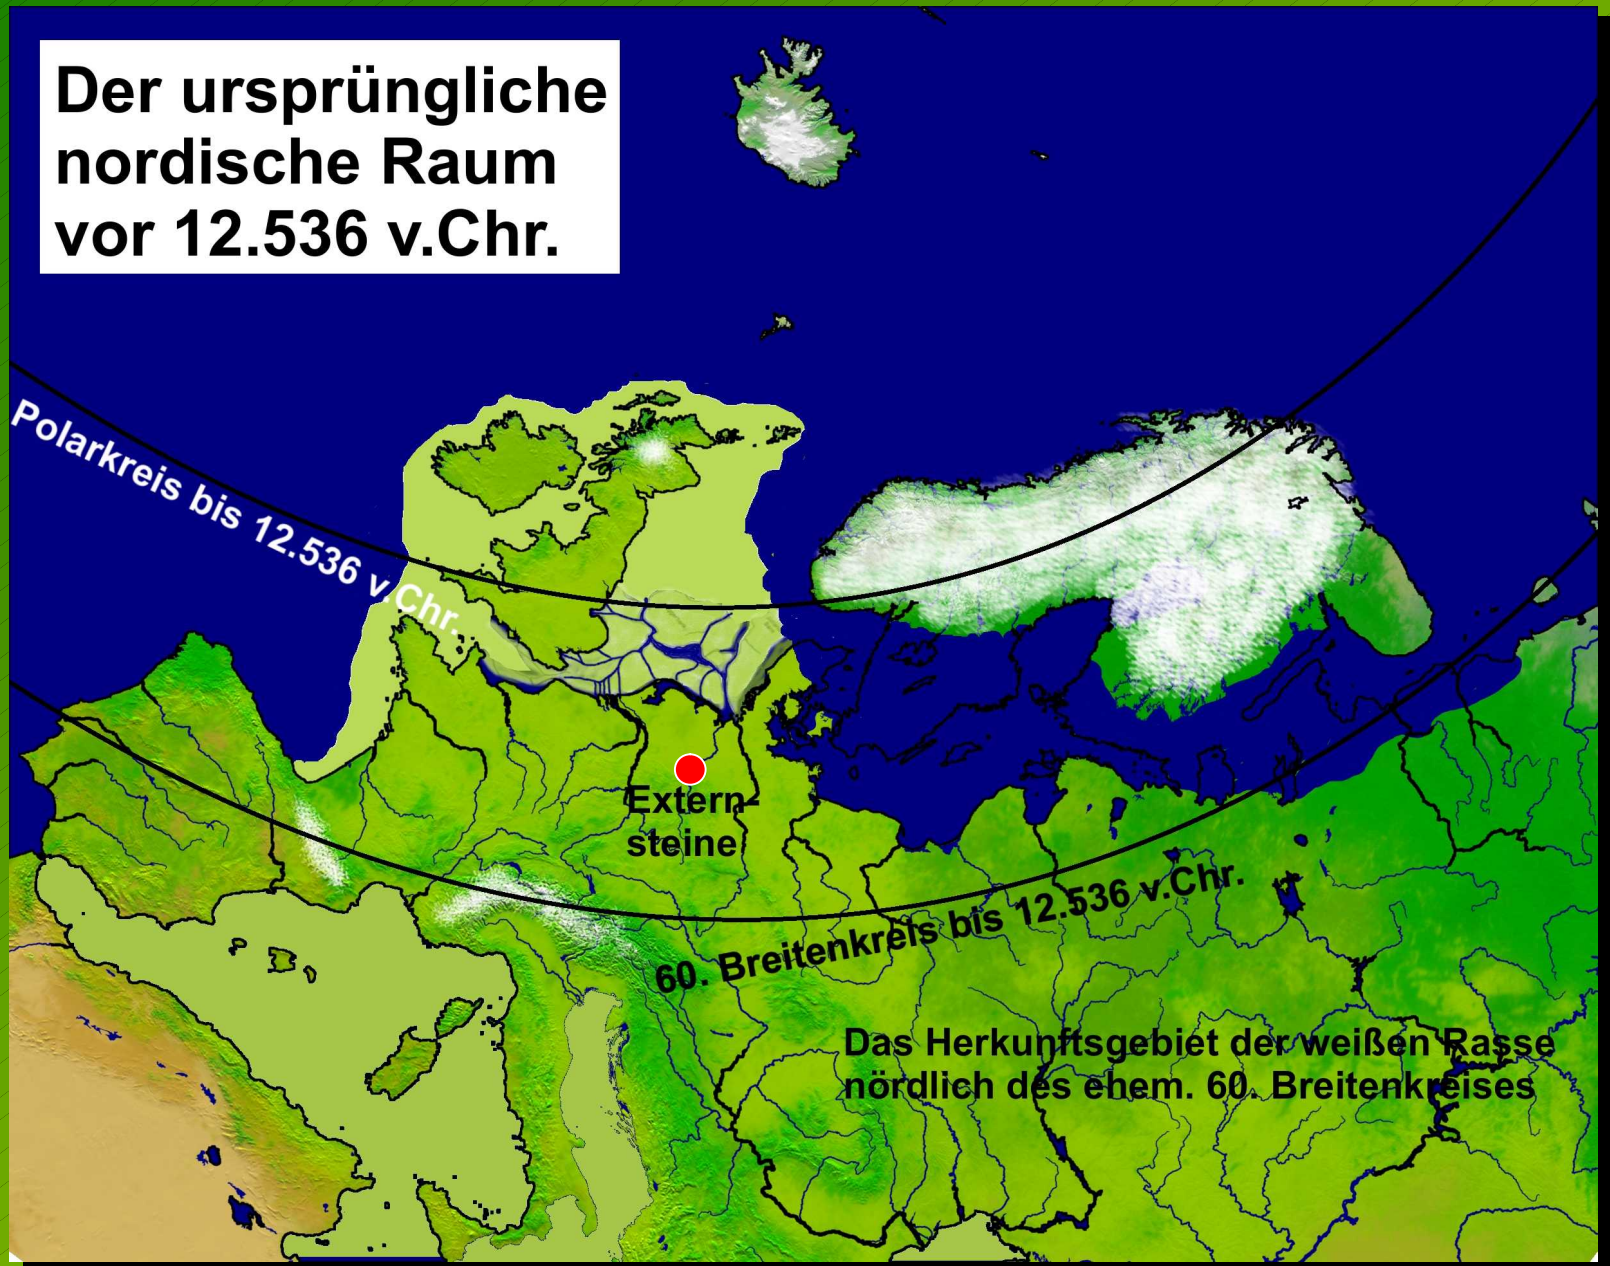 Der ursprüngliche
nordische Raum
vor 12.536 v.Chr.
Polarkreis bis 12.536 v.Chr.
Extern-
steine
60. Breitenkreis bis 12.536 v.Chr.
Das Herkunftsgebiet der weißen Rasse
nördlich des ehem. 60. Breitenkreises